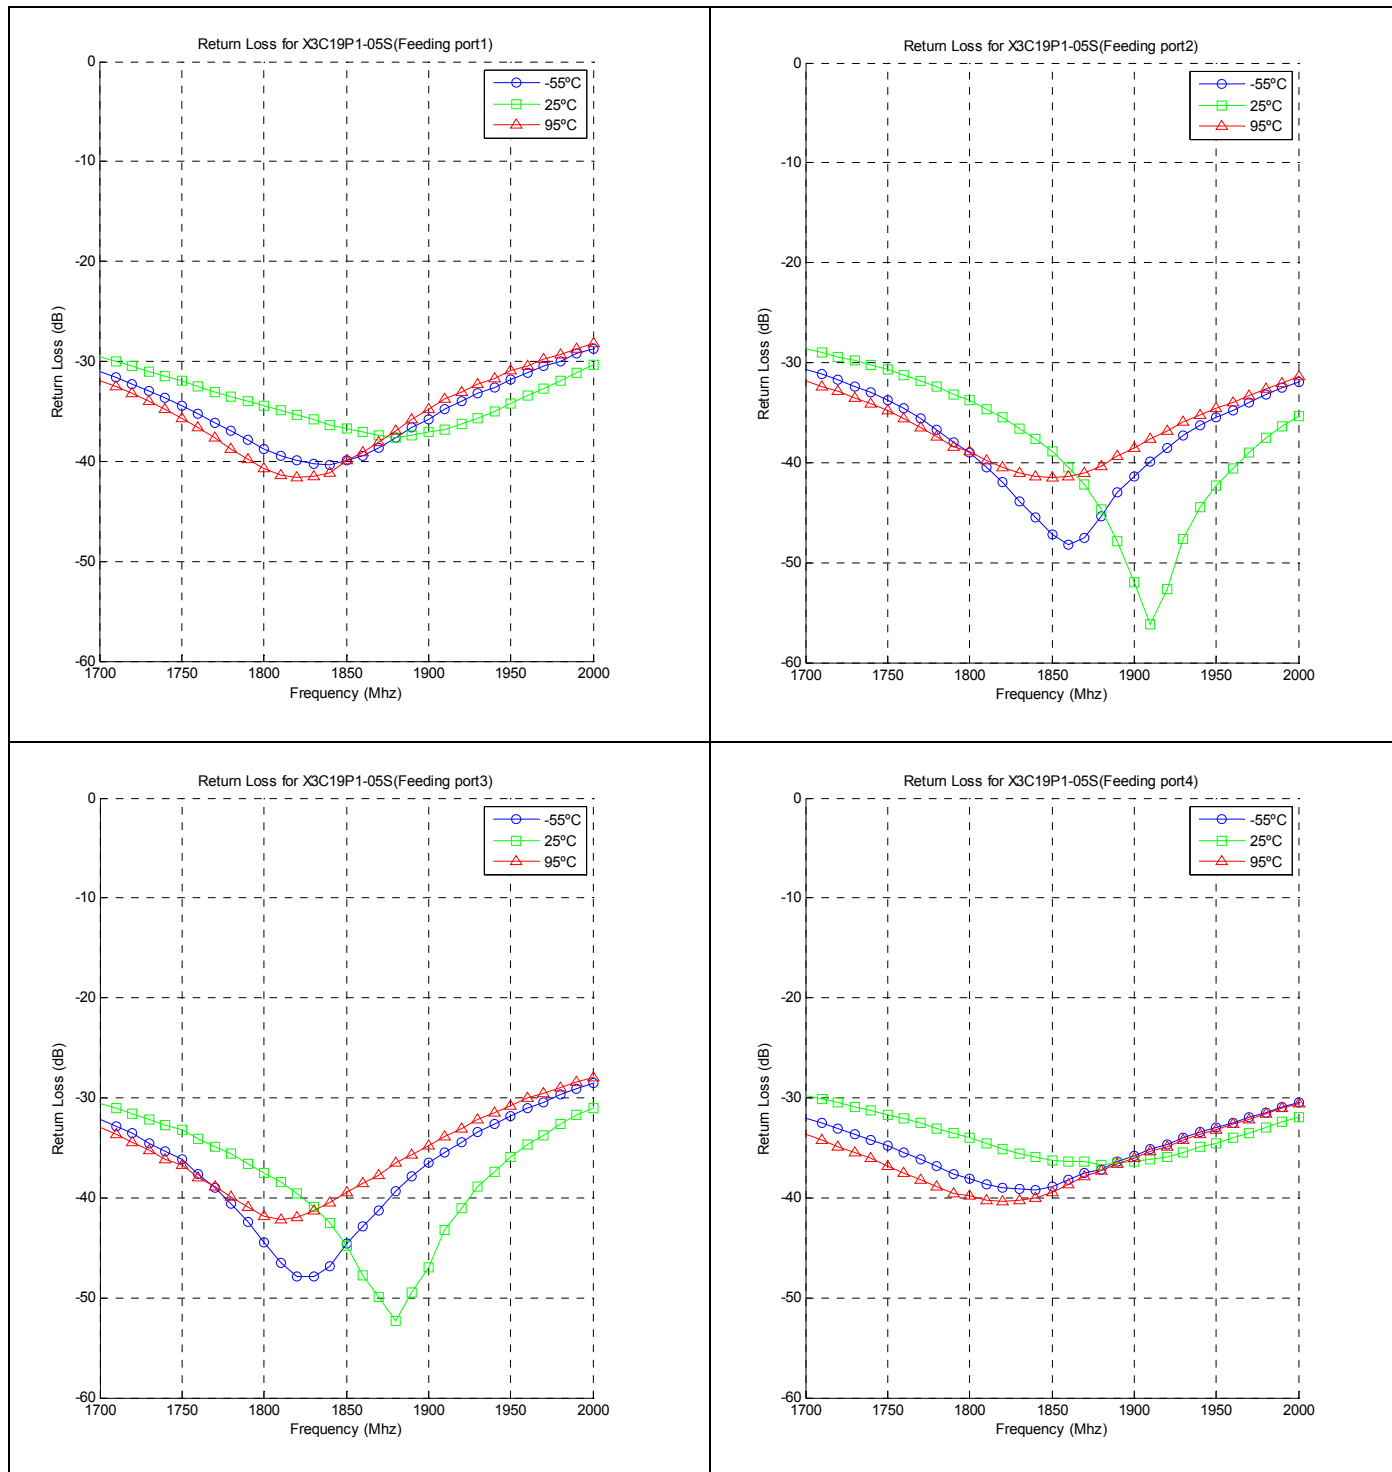 Return Loss for X3C19P1-05S(Feeding port1)
0
-10
-20
-30
-40
-50
-60
Return Loss (dB)
-55ºC
25ºC
95ºC
1700 1750 1800 1850 1900 1950 2000
Frequency (Mhz)
Return Loss for X3C19P1-05S(Feeding port2)
0
-10
-20
-30
-40
-50
-60
Return Loss (dB)
-55ºC
25ºC
95ºC
1700 1750 1800 1850 1900 1950 2000
Frequency (Mhz)
Return Loss for X3C19P1-05S(Feeding port3)
0
-10
-20
-30
-40
-50
-60
Return Loss (dB)
-55ºC
25ºC
95ºC
1700 1750 1800 1850 1900 1950 2000
Frequency (Mhz)
Return Loss for X3C19P1-05S(Feeding port4)
0
-10
-20
-30
-40
-50
-60
Return Loss (dB)
-55ºC
25ºC
95ºC
1700 1750 1800 1850 1900 1950 2000
Frequency (Mhz)